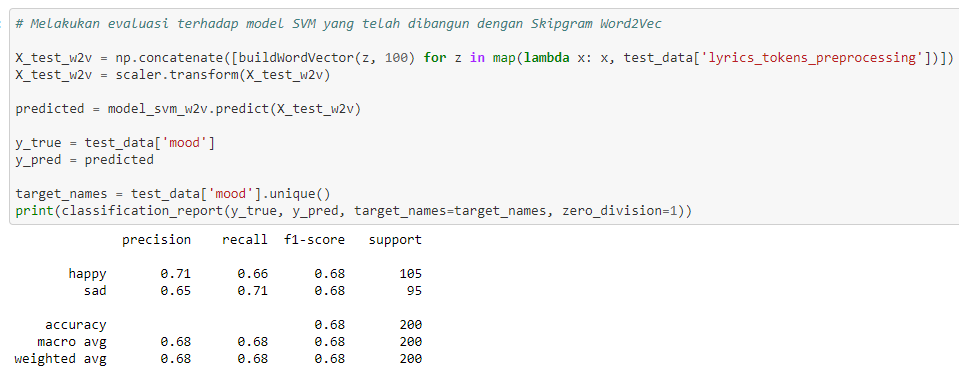 # Melakukan evaluasi terhadap model SVM yang telah dibangun dengan Skipgram Word2Vec
X_test_w2v = np.concatenate([buildWordVector(z, 100) for z in map(lambda x: x, test_data['lyrics_tokens_preprocessing'])])
X_test_w2v = scaler.transform(X_test_w2v)
predicted = model_svm_w2v.predict(X_test_w2v)
y_true = test_data['mood']
y_pred = predicted
target_names = test_data['mood'].unique()
print(classification_report(y_true, y_pred, target_names=target_names, zero_division=1))
precision recall f1-score support
happy 0.71 0.66 0.68 105
sad 0.65 0.71 0.68 95
accuracy 0.68 200
macro avg 0.68 0.68 0.68 200
weighted avg 0.68 0.68 0.68 200